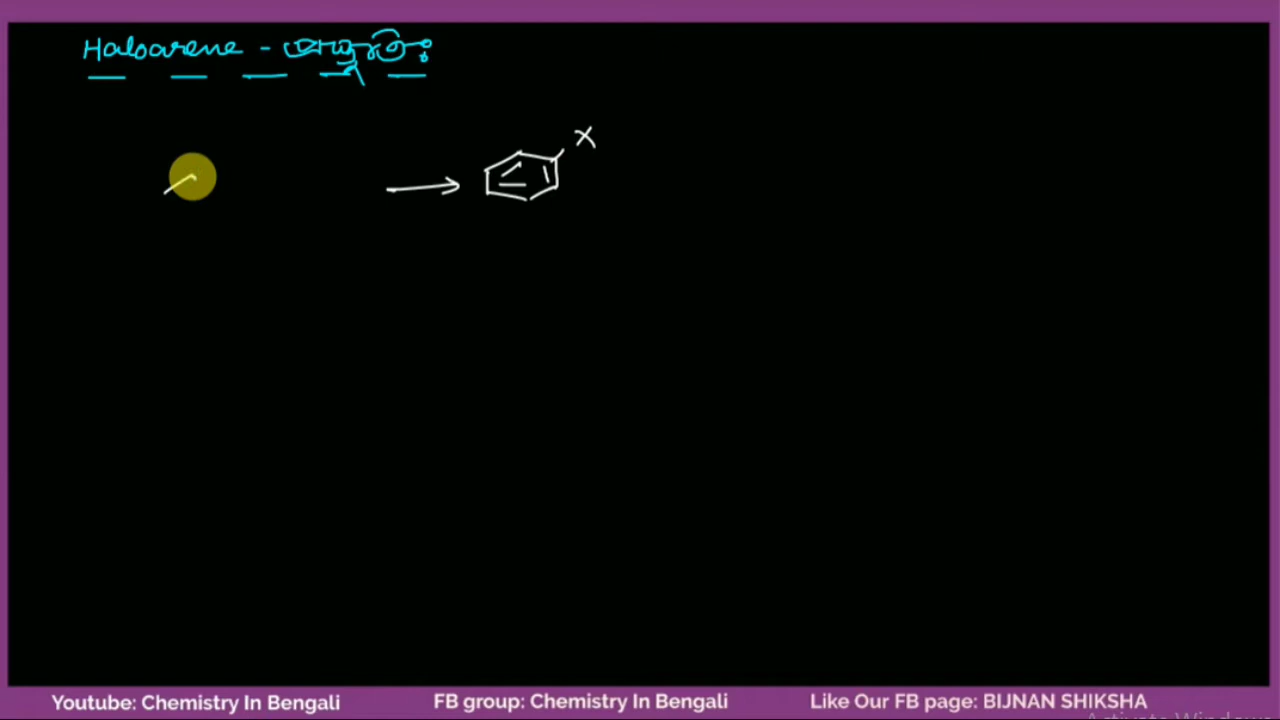 Haloarene - প্রস্তুতি:
X
Youtube: Chemistry In Bengali FB group: Chemistry In Bengali Like Our FB page: BIJNAN SHIKSHA